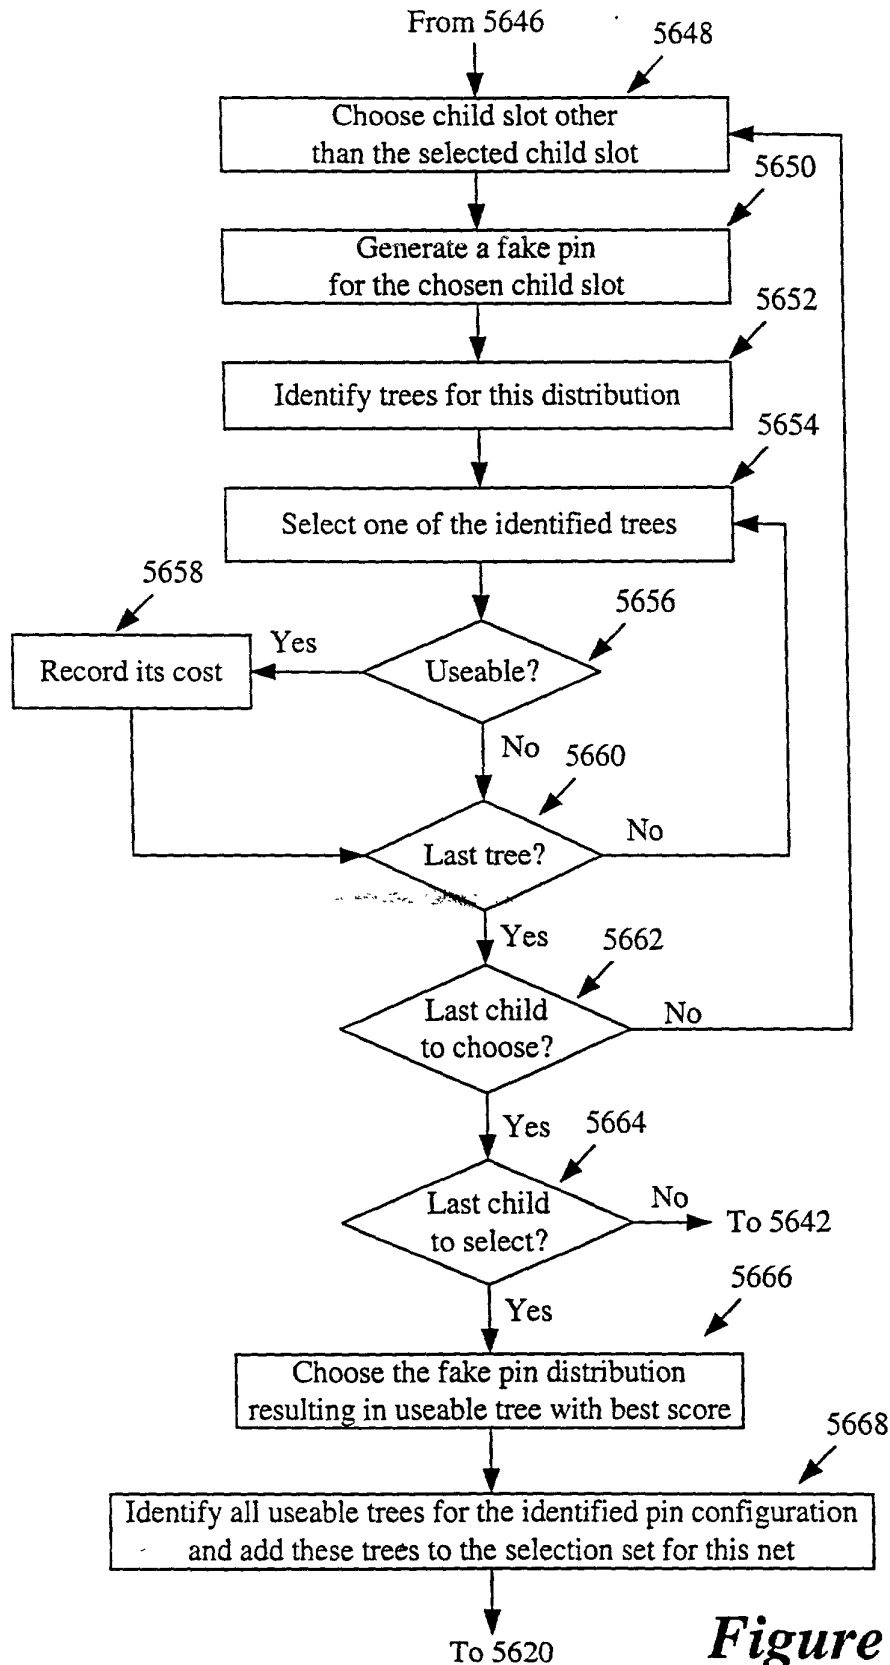 From 5646
5648
Choose child slot other
than the selected child slot
5650
Generate a fake pin
for the chosen child slot
5652
Identify trees for this distribution
5654
Select one of the identified trees
5658
5656
Record its cost
Yes
Useable?
No
5660
Last tree?
No
Yes
5662
Last child
to choose?
No
Yes
5664
Last child
to select?
No
To 5642
Yes
5666
Choose the fake pin distribution
resulting in useable tree with best score
5668
Identify all useable trees for the identified pin configuration
and add these trees to the selection set for this net
To 5620
Figure